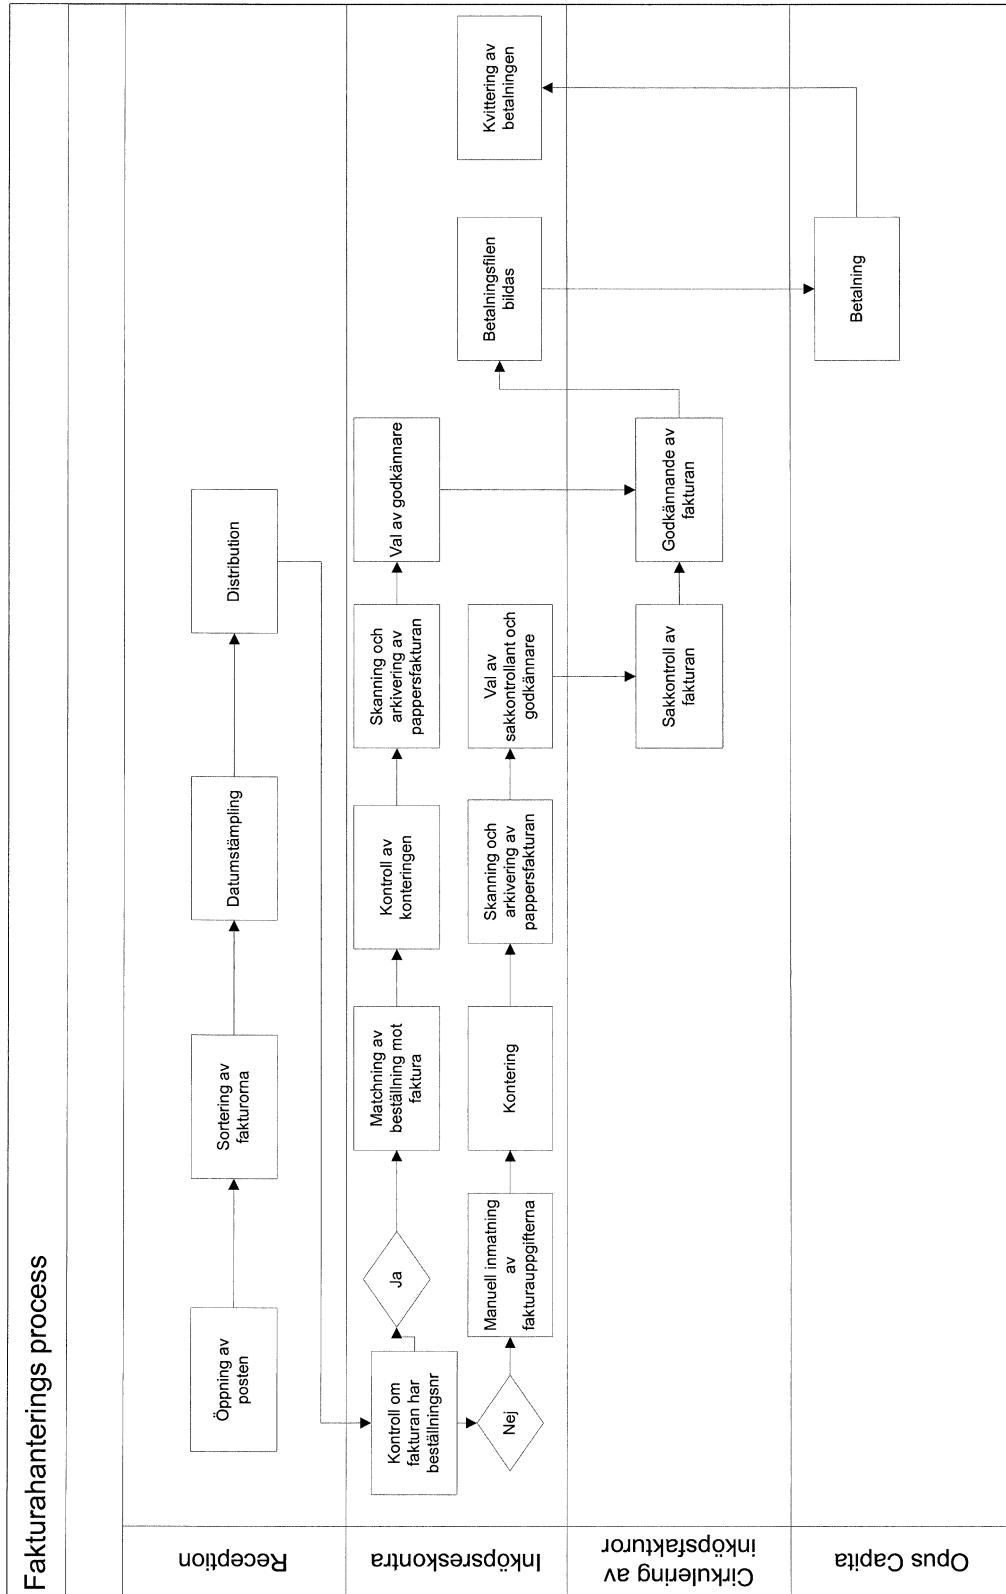 Fakturahanterings process
Reception
Öppning av
posten
Sortering av
fakturorna
Datumstämpling
Distribution
Inköpsreskontra
Kontroll om
fakturan har
beställningsnr
Ja
Matchning av
beställning mot
faktura
Kontroll av
konteringen
Skanning och
arkivering av
pappersfakturan
Val av godkännare
Nej
Manuell inmatning
av
fakturauppgifterna
Kontering
Skanning och
arkivering av
pappersfakturan
Val av
sakkontrollant och
godkännare
Betalningsfilen
bildas
Kvittering av
betalningen
Cirkulering av
inköpsfakturor
Sakkontroll av
fakturan
Godkännande av
fakturan
Opus Capita
Betalning